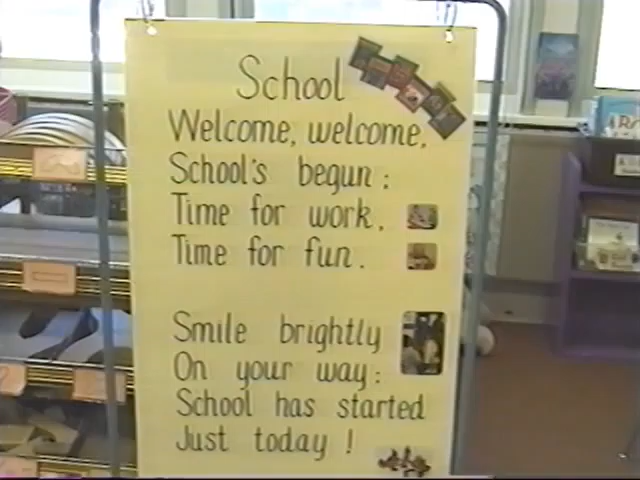 School
Welcome, welcome,
School's begun:
Time for work,
Time for fun.
Smile brightly
On your way:
School has started
Just today!
ABC